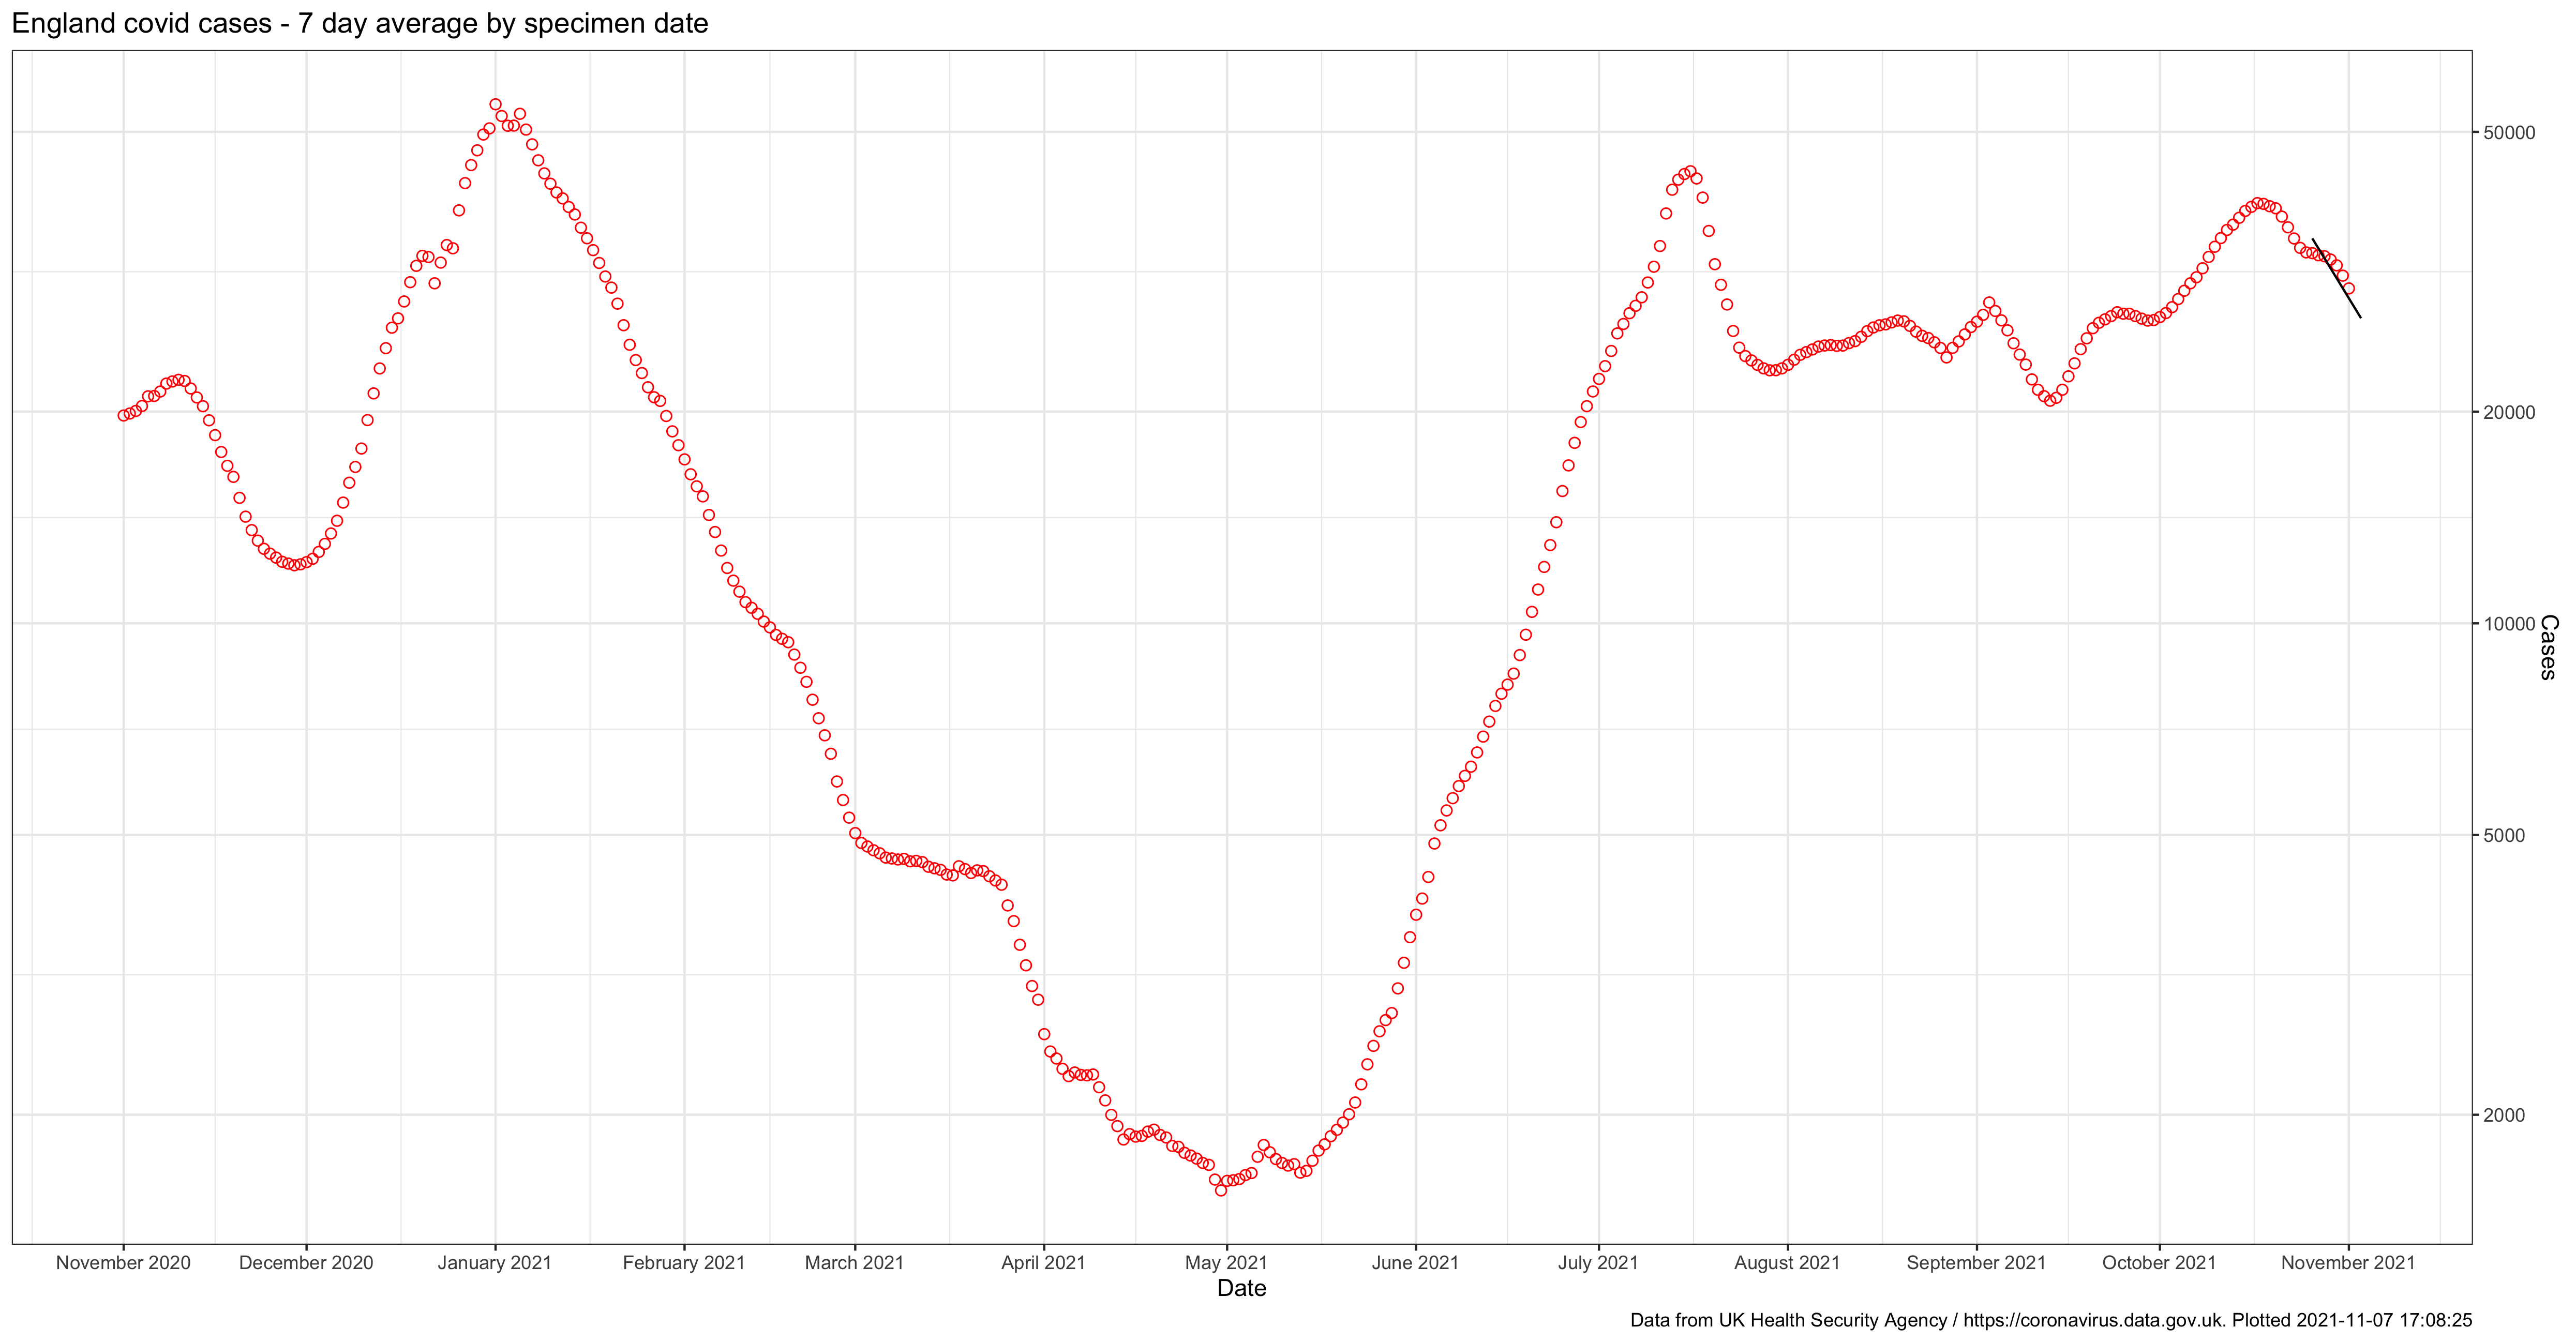 England covid cases - 7 day average by specimen date
50000
20000
10000
5000
2000
Cases
November 2020 December 2020 January 2021 February 2021 March 2021 April 2021 May 2021 June 2021 July 2021 August 2021 September 2021 October 2021 November 2021
Date
Data from UK Health Security Agency / https://coronavirus.data.gov.uk. Plotted 2021-11-07 17:08:25